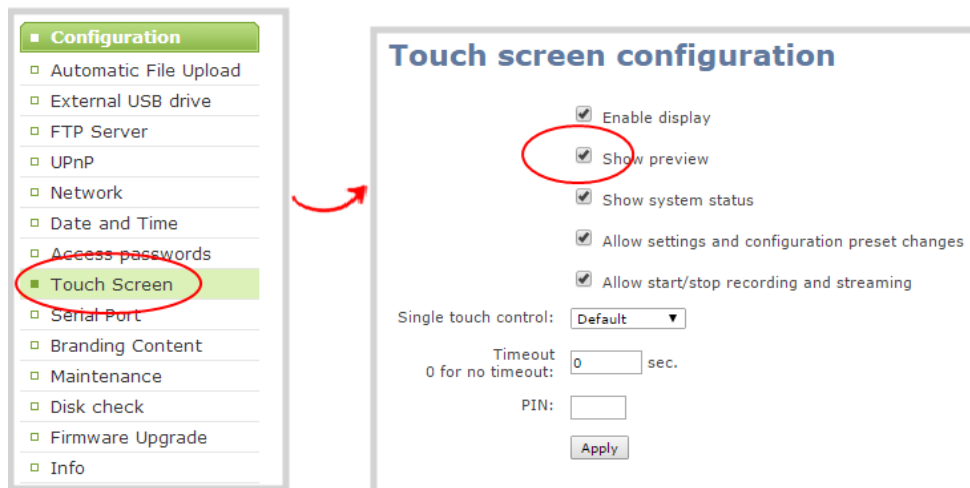 Configuration
Automatic File Upload
External USB drive
FTP Server
UPnP
Network
Date and Time
Access passwords
Touch Screen
Serial Port
Branding Content
Maintenance
Disk check
Firmware Upgrade
Info
Touch screen configuration
Enable display
Show preview
Show system status
Allow settings and configuration preset changes
Allow start/stop recording and streaming
Single touch control: Default
Timeout
0 for no timeout: 0 sec.
PIN:
Apply